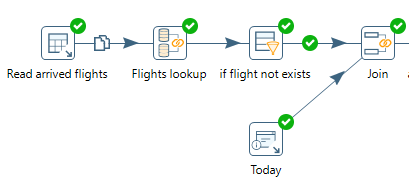 Read arrived flights
Flights lookup
if flight not exists
Join
Today